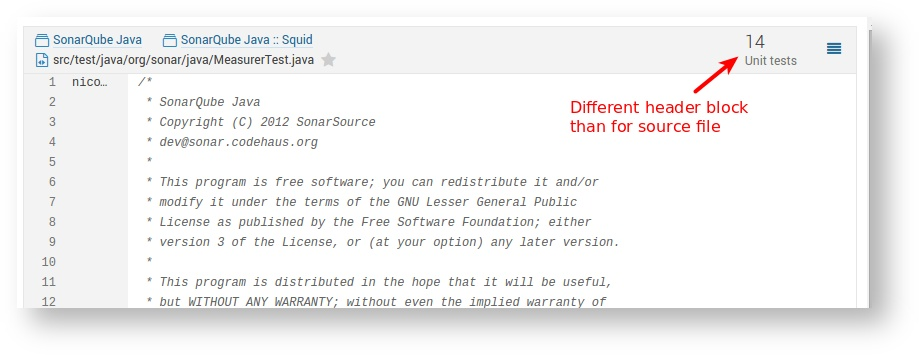 SonarQube Java SonarQube Java :: Squid
src/test/java/org/sonar/java/MeasurerTest.java
14
Unit tests
Different header block
than for source file
1 nico… /*
2 * SonarQube Java
3 * Copyright (C) 2012 SonarSource
4 * dev@sonar.codehaus.org
5 *
6 * This program is free software; you can redistribute it and/or
7 * modify it under the terms of the GNU Lesser General Public
8 * License as published by the Free Software Foundation; either
9 * version 3 of the License, or (at your option) any later version.
10 *
11 * This program is distributed in the hope that it will be useful,
12 * but WITHOUT ANY WARRANTY; without even the implied warranty of